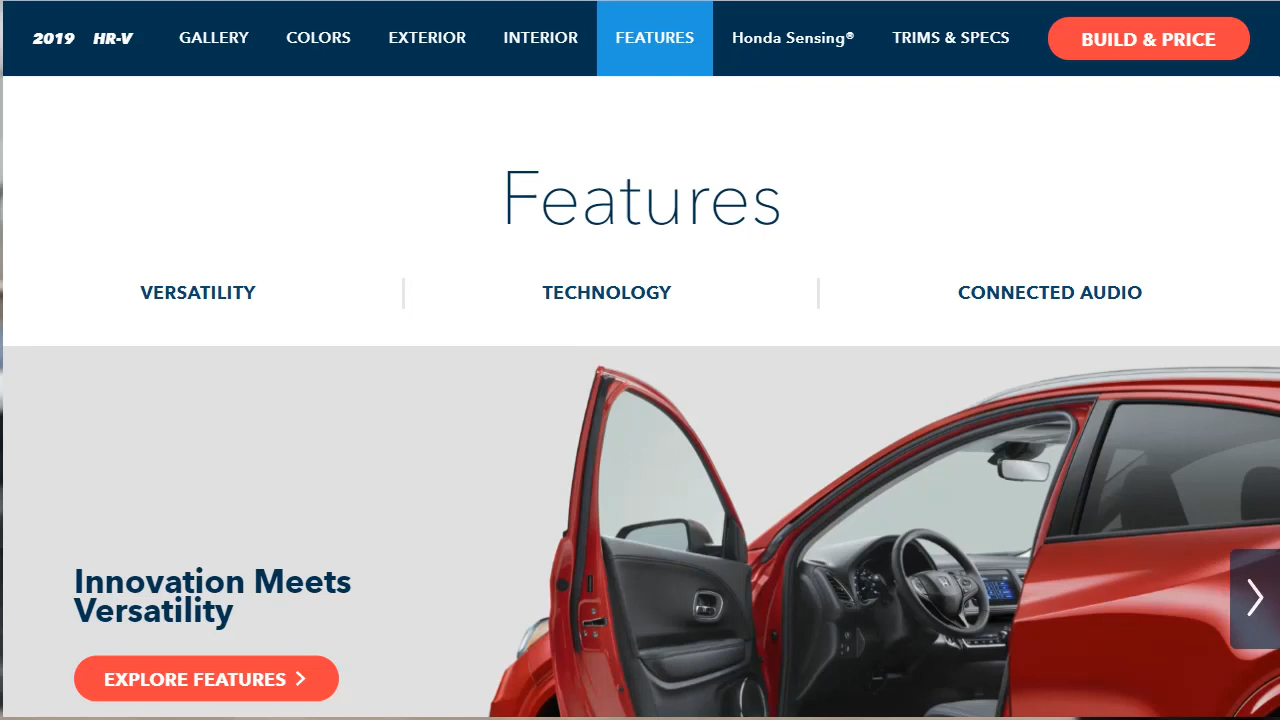 2019 HR-V GALLERY COLORS EXTERIOR INTERIOR FEATURES Honda Sensing® TRIMS & SPECS BUILD & PRICE
Features
VERSATILITY TECHNOLOGY CONNECTED AUDIO
Innovation Meets
Versatility
EXPLORE FEATURES